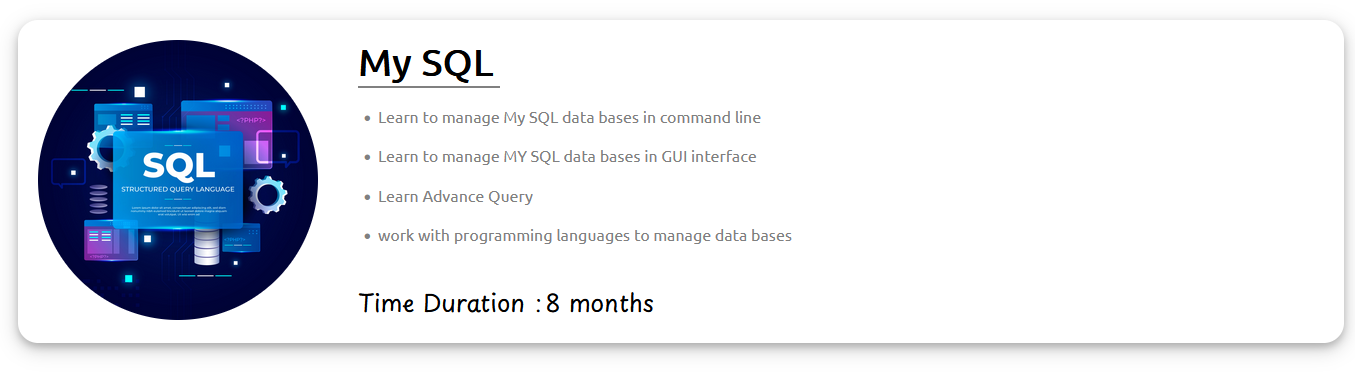 My SQL
Learn to manage My SQL data bases in command line
Learn to manage MY SQL data bases in GUI interface
Learn Advance Query
work with programming languages to manage data bases
Time Duration : 8 months
<?PHP?>
SQL
STRUCTURED QUERY LANGUAGE
<?PHP?>
<?PHP?>